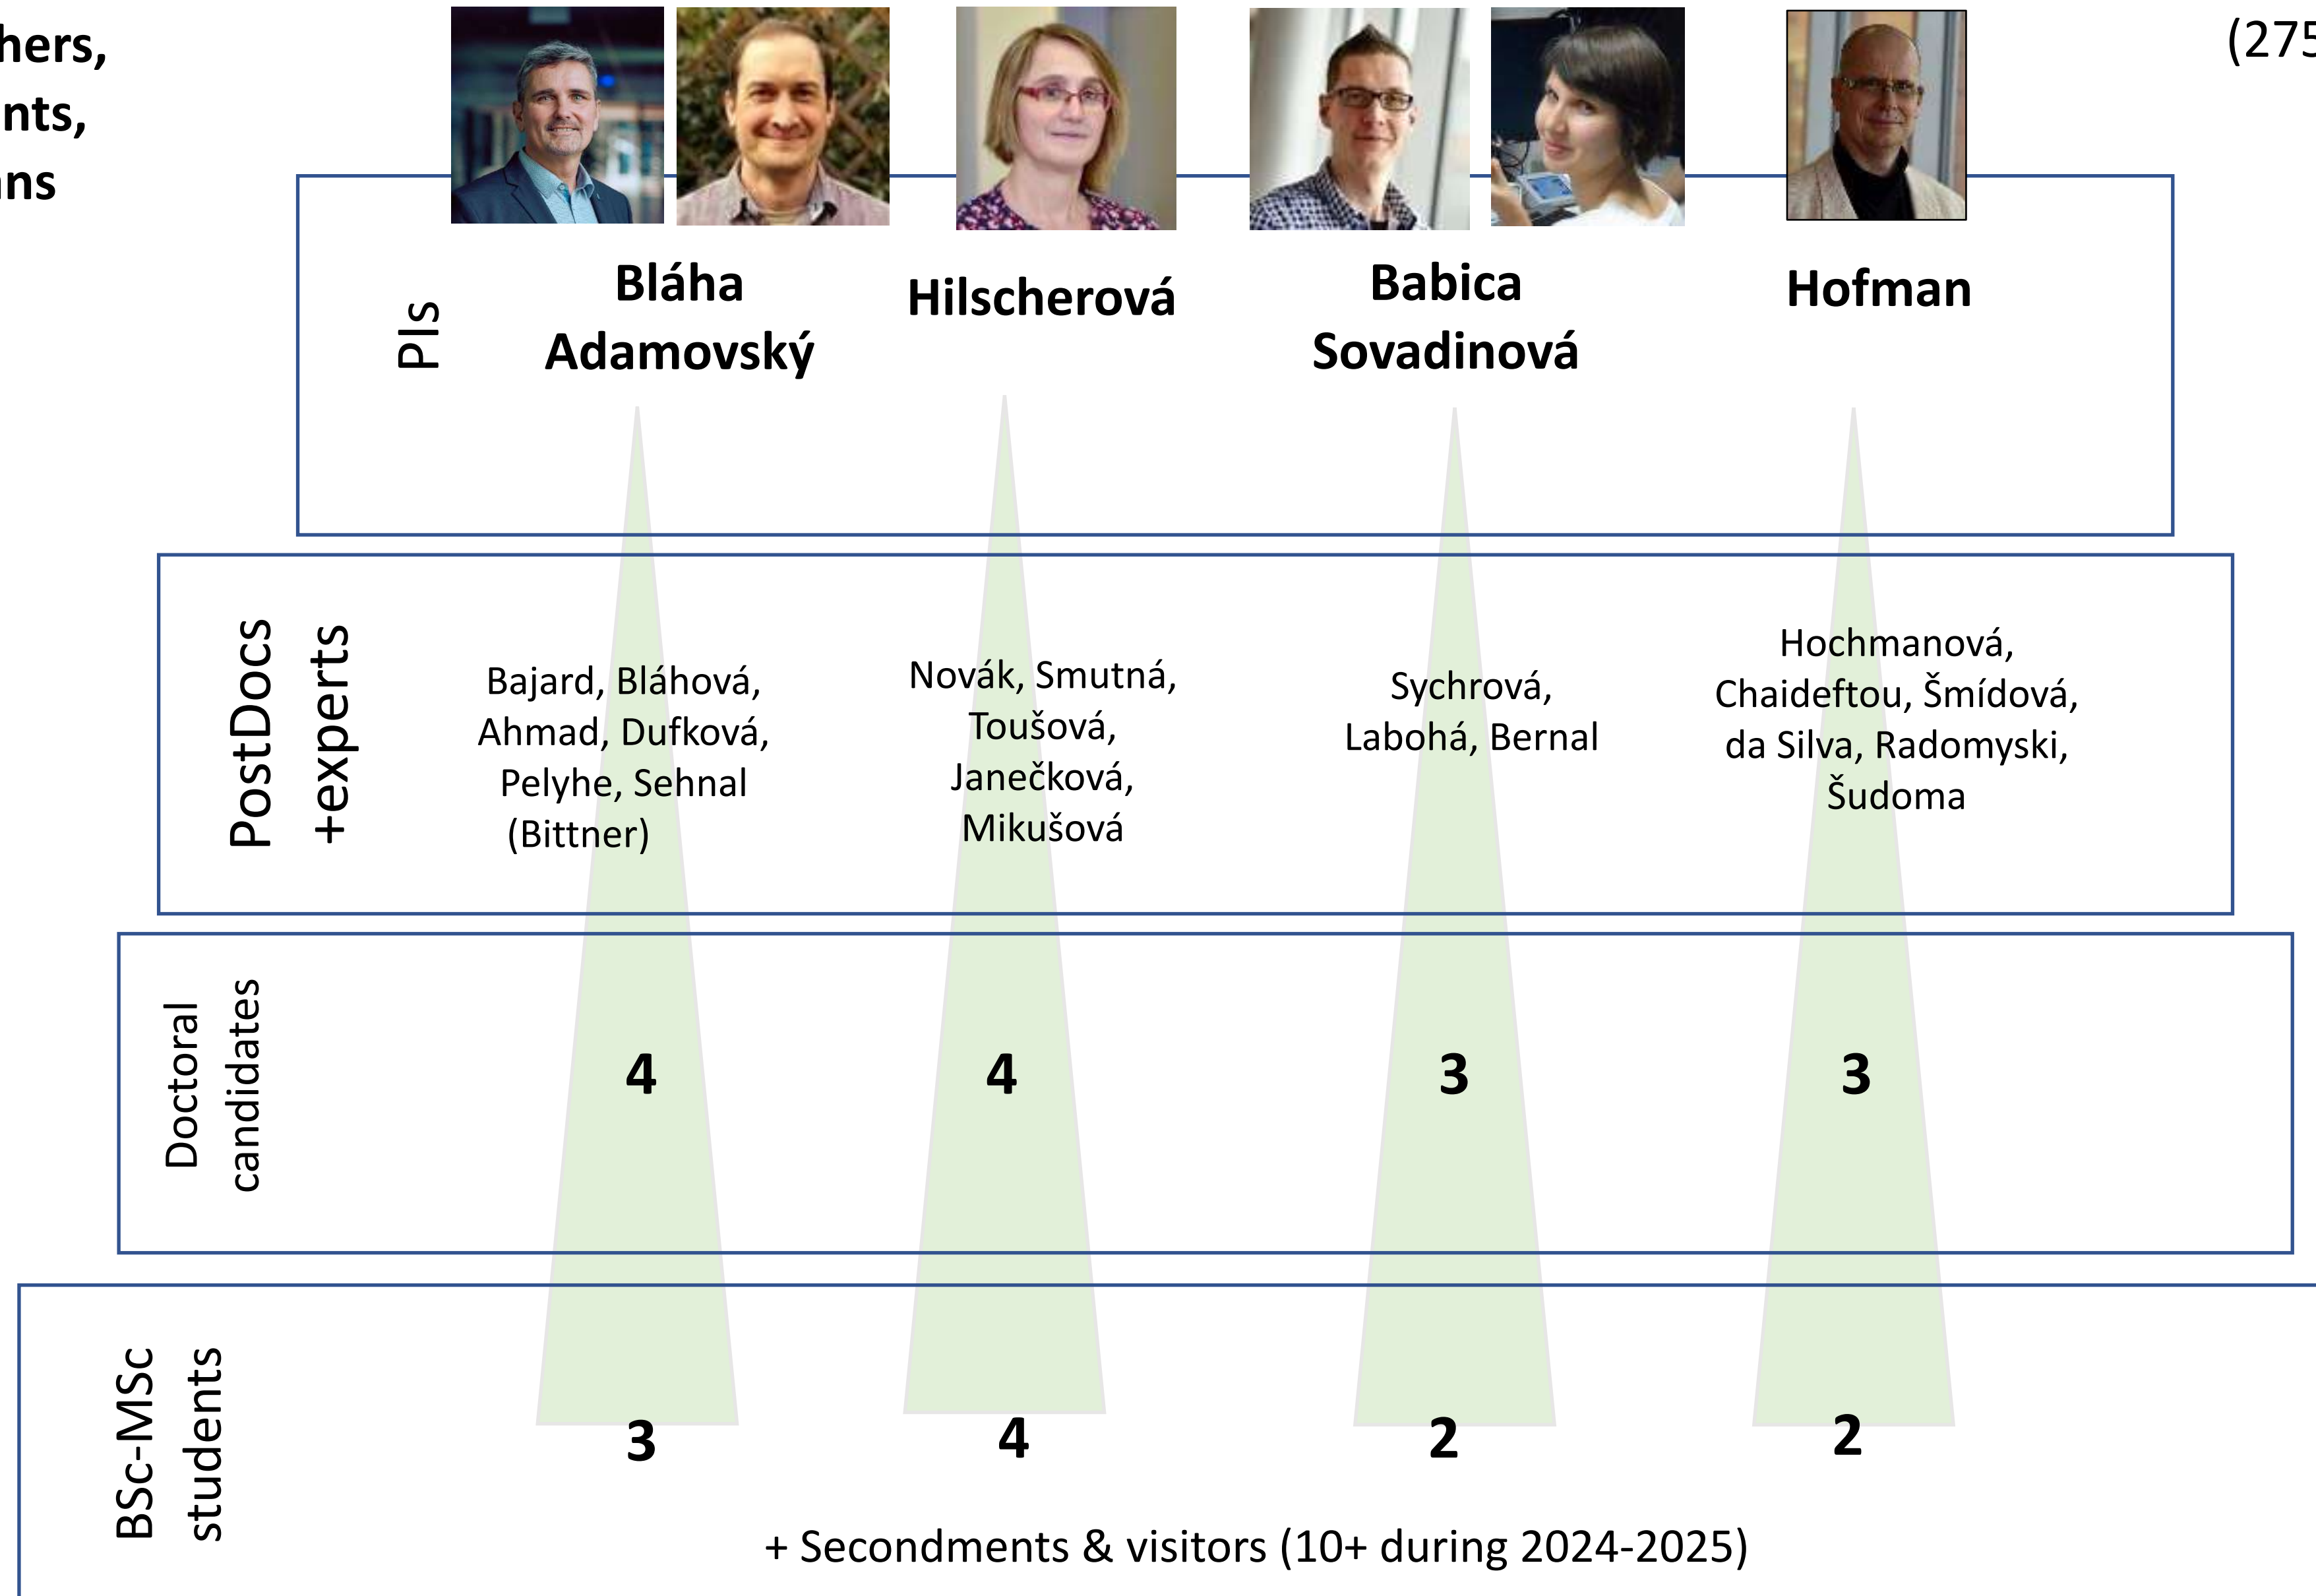 hers,
nts,
ns
(275
PIs
Bláha
Adamovský
Hilscherová
Babica
Sovadinová
Hofman
PostDocs
+experts
Bajard, Bláhová,
Ahmad, Dufková,
Pelyhe, Sehnal
(Bittner)
Novák, Smutná,
Toušová,
Janečková,
Mikušová
Sychrová,
Labohá, Bernal
Hochmanová,
Chaideftou, Šmídová,
da Silva, Radomyski,
Šudoma
Doctoral
candidates
4
4
3
3
BSc-MSc
students
3
4
2
2
+ Secondments & visitors (10+ during 2024-2025)